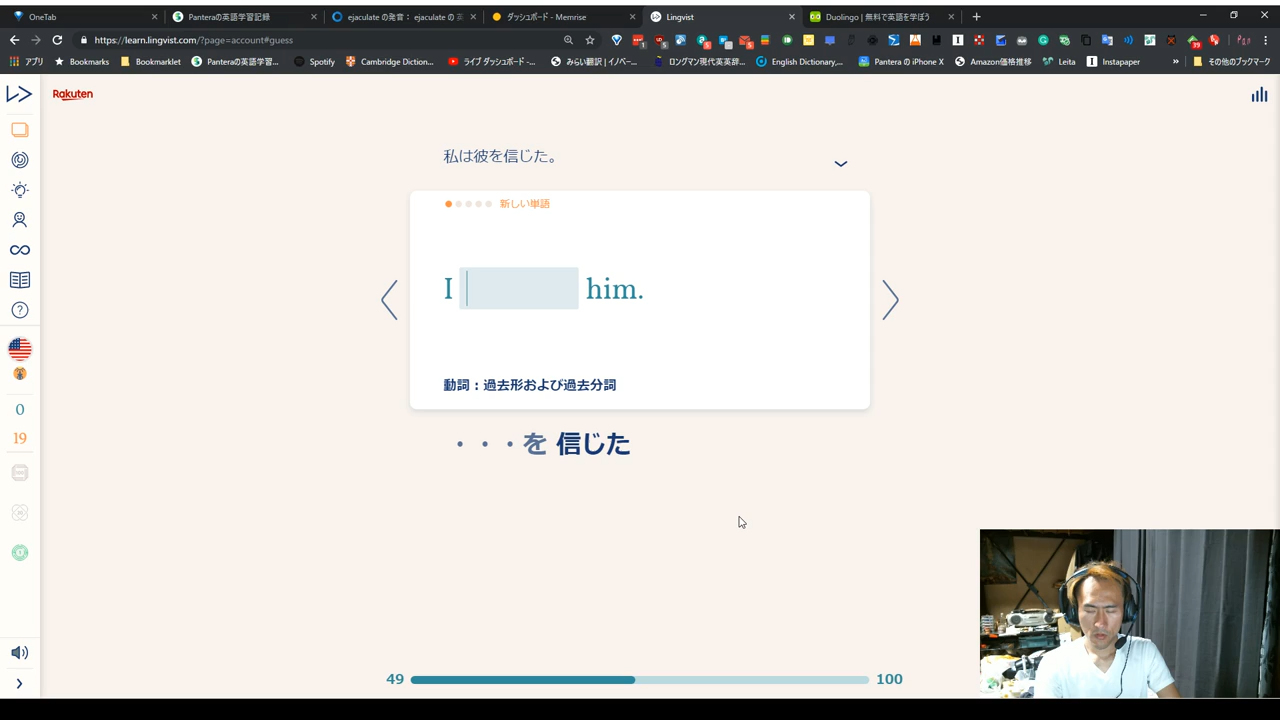 OneTab
Panteraの英語学習記録
ejaculate の発音： ejaculate の 英
ダッシュボード - Memrise
Lingvist
Duolingo | 無料で英語を学ぼう
https://learn.lingvist.com/?page=account#guess
アプリ
Bookmarks
Bookmarklet
Panteraの英語学習...
Spotify
Cambridge Diction...
ライブ ダッシュボード -...
みらい翻訳 | イノベー...
ロングマン現代英英辞...
English Dictionary,...
Pantera の iPhone X
Amazon価格推移
Leita
Instapaper
»
その他のブックマーク
Rakuten
私は彼を信じた。
新しい単語
I him.
動詞：過去形および過去分詞
・・・を 信じた
0
19
49
100